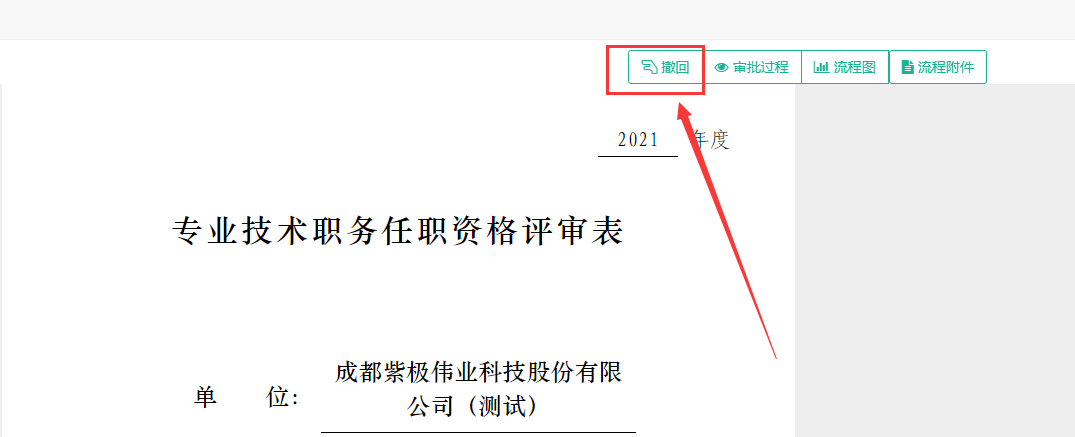 撤回 审批过程 流程图 流程附件
2021 年度
专业技术职务任职资格评审表
成都紫极伟业科技股份有限
单 位：
公司（测试）